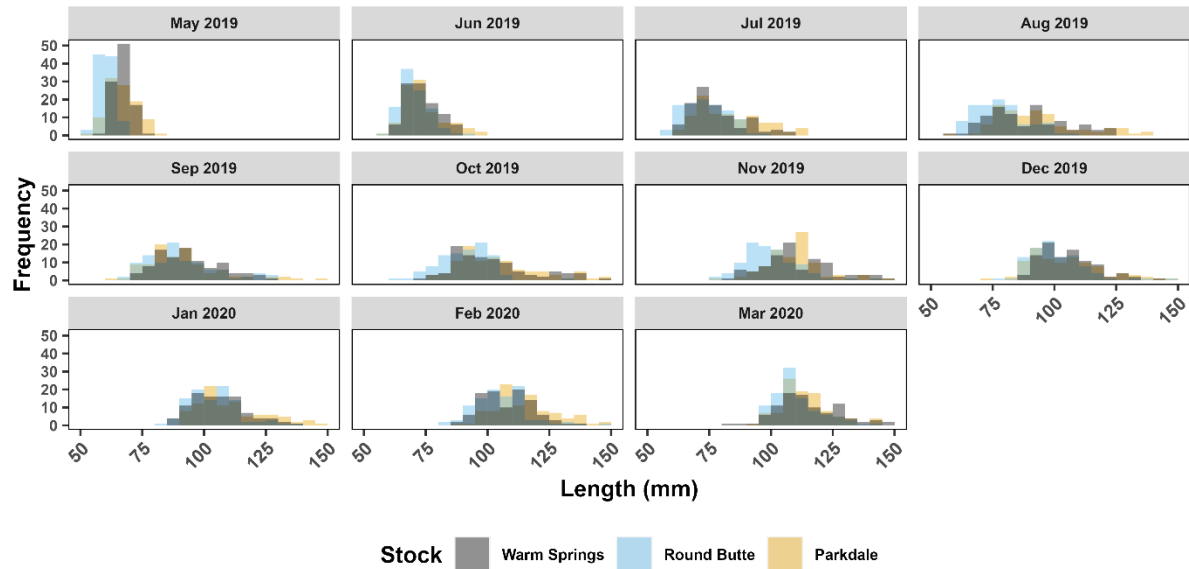 May 2019 Jun 2019 Jul 2019 Aug 2019
50
40
30
20
10
0
Sep 2019 Oct 2019 Nov 2019 Dec 2019
50
40
30
20
10
0
Frequency
50 75 100 125 150
Jan 2020 Feb 2020 Mar 2020
50
40
30
20
10
0
50 75 100 125 150 50 75 100 125 150 50 75 100 125 150
Length (mm)
Stock Warm Springs Round Butte Parkdale